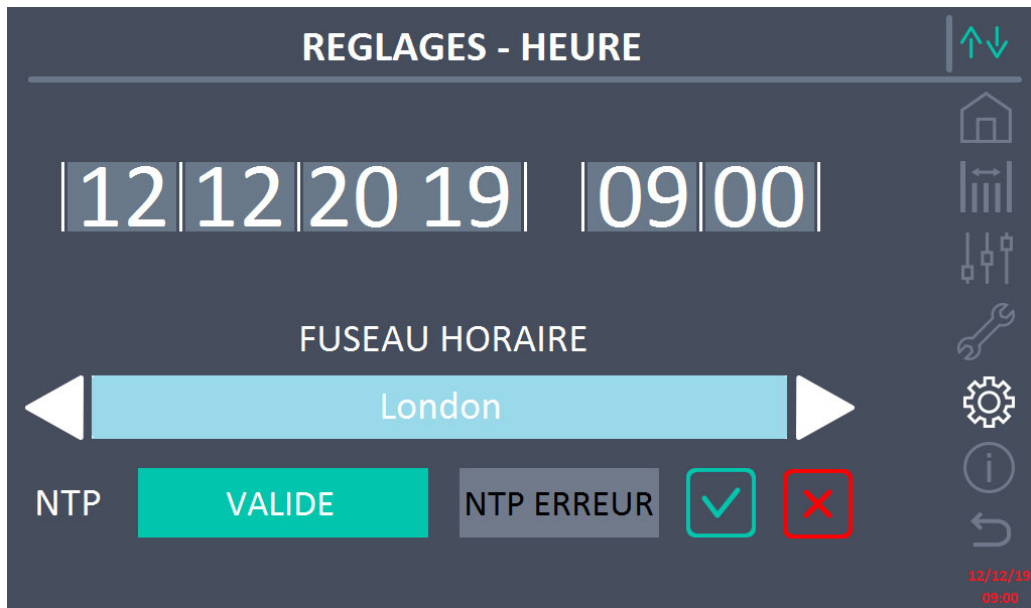 REGLAGES - HEURE
12 12 20 19 09 00
FUSEAU HORAIRE
London
NTP VALIDE NTP ERREUR
12/12/19
09:00